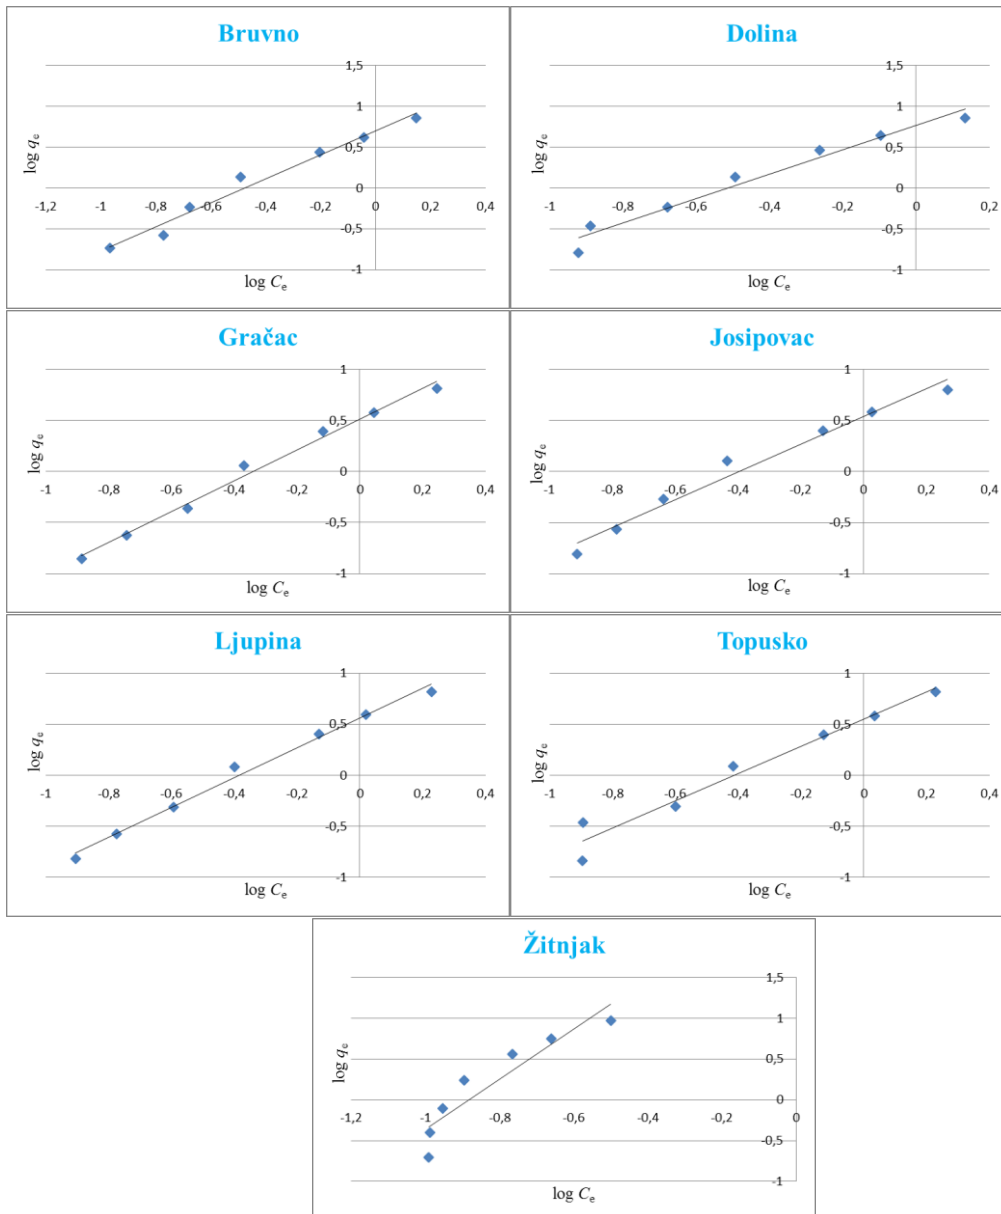 Bruvno
log qe
1,5
1
0,5
0
-0,5
-1
-1,2 -1 -0,8 -0,6 -0,4 -0,2 0 0,2 0,4
log Ce
Dolina
log qe
1,5
1
0,5
0
-0,5
-1
-1 -0,8 -0,6 -0,4 -0,2 0 0,2
log Ce
Gračac
log qe
1
0,5
0
-0,5
-1
-1 -0,8 -0,6 -0,4 -0,2 0 0,2 0,4
log Ce
Josipovac
log qe
1
0,5
0
-0,5
-1
-1 -0,8 -0,6 -0,4 -0,2 0 0,2 0,4
log Ce
Ljupina
log qe
1
0,5
0
-0,5
-1
-1 -0,8 -0,6 -0,4 -0,2 0 0,2 0,4
log Ce
Topusko
log qe
1
0,5
0
-0,5
-1
-1 -0,8 -0,6 -0,4 -0,2 0 0,2 0,4
log Ce
Žitnjak
log qe
1,5
1
0,5
0
-0,5
-1
-1,2 -1 -0,8 -0,6 -0,4 -0,2 0
log Ce